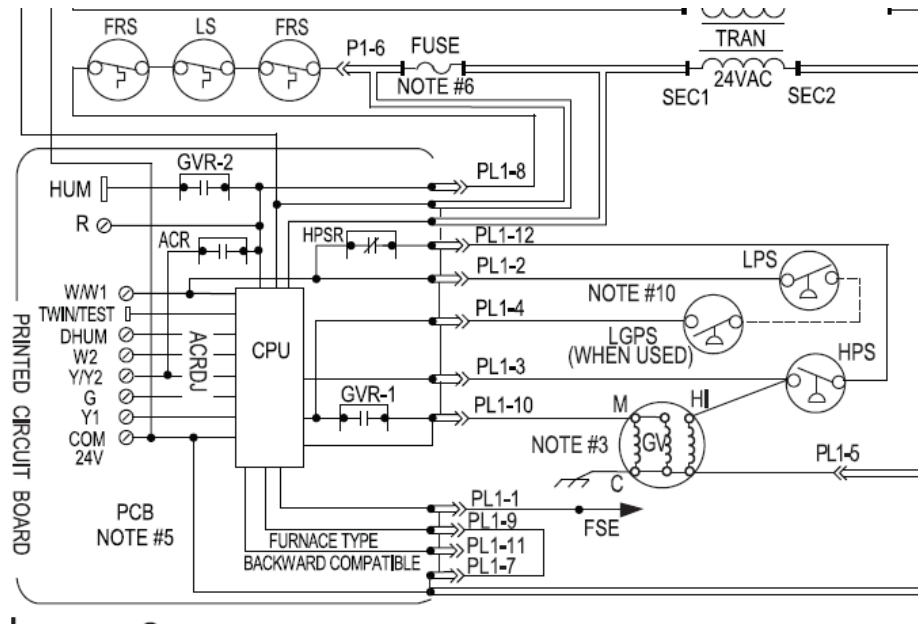 FRS LS FRS
P1-6 FUSE
NOTE #6
TRAN
24VAC
SEC1 SEC2
GVR-2
HUM
PL1-8
R
ACR
HPSR
PL1-12
PL1-2
LPS
W/W1
NOTE #10
TWIN/TEST
PL1-4
DHUM
LGPS
(WHEN USED)
W2
ACRDJ
CPU
HPS
Y/Y2
PL1-3
G
GVR-1
Y1
PL1-10
M HI
COM
24V
NOTE #3
GV
PL1-5
C
PRINTED CIRCUIT BOARD
PCB
NOTE #5
PL1-1
FSE
PL1-9
FURNACE TYPE
PL1-11
BACKWARD COMPATIBLE
PL1-7